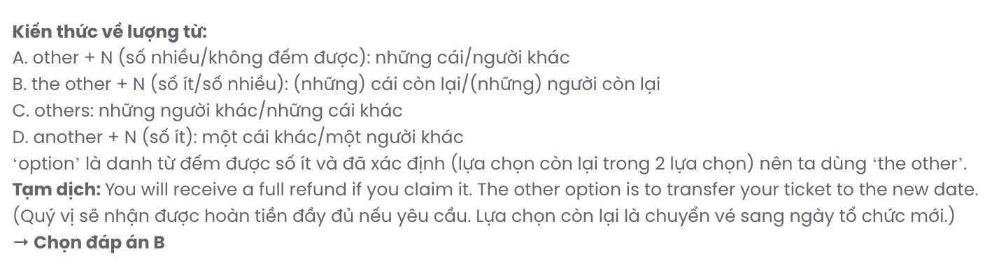 Kiến thức về lượng từ:
A. other + N (số nhiều/không đếm được): những cái/người khác
B. the other + N (số ít/số nhiều): (những) cái còn lại/(những) người còn lại
C. others: những người khác/những cái khác
D. another + N (số ít): một cái khác/một người khác
‘option’ là danh từ đếm được số ít và đã xác định (lựa chọn còn lại trong 2 lựa chọn) nên ta dùng ‘the other’.
Tạm dịch: You will receive a full refund if you claim it. The other option is to transfer your ticket to the new date.
(Quý vị sẽ nhận được hoàn tiền đầy đủ nếu yêu cầu. Lựa chọn còn lại là chuyển vé sang ngày tổ chức mới.)
→ Chọn đáp án B